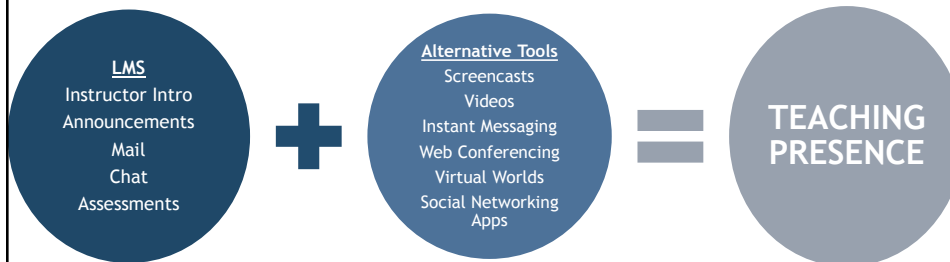 LMS
Instructor Intro
Announcements
Mail
Chat
Assessments
Alternative Tools
Screencasts
Videos
Instant Messaging
Web Conferencing
Virtual Worlds
Social Networking
Apps
TEACHING
PRESENCE